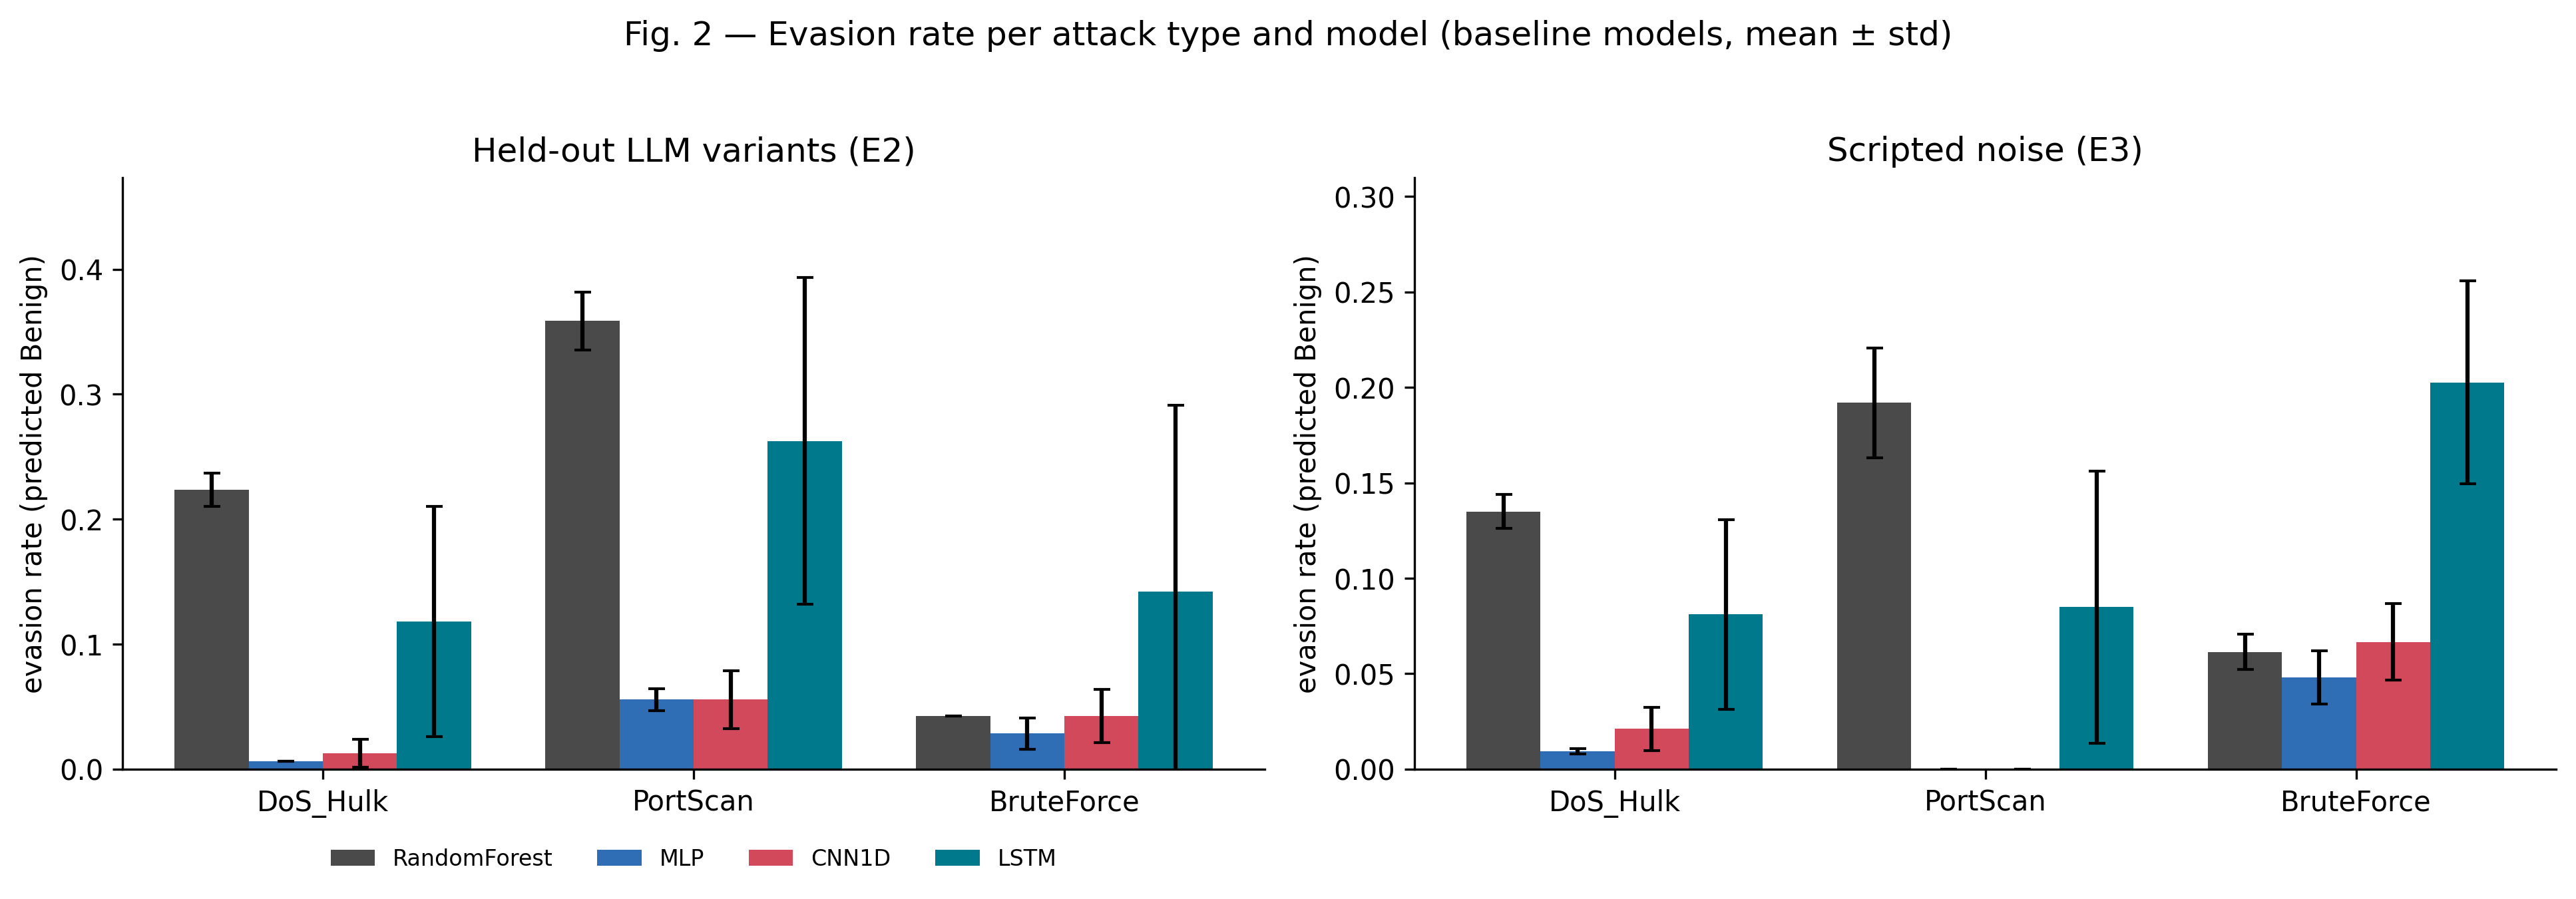 Fig. 2 — Evasion rate per attack type and model (baseline models, mean ± std)
Held-out LLM variants (E2)
evasion rate (predicted Benign)
0.4
0.3
0.2
0.1
0.0
DoS_Hulk
PortScan
BruteForce
RandomForest
MLP
CNN1D
LSTM
Scripted noise (E3)
evasion rate (predicted Benign)
0.30
0.25
0.20
0.15
0.10
0.05
0.00
DoS_Hulk
PortScan
BruteForce